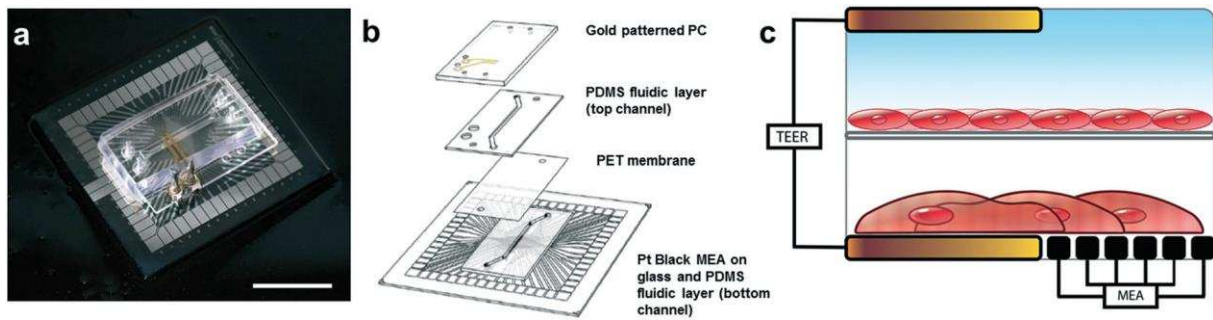 a
b
Gold patterned PC
PDMS fluidic layer
(top channel)
PET membrane
Pt Black MEA on
glass and PDMS
fluidic layer (bottom
channel)
c
TEER
MEA